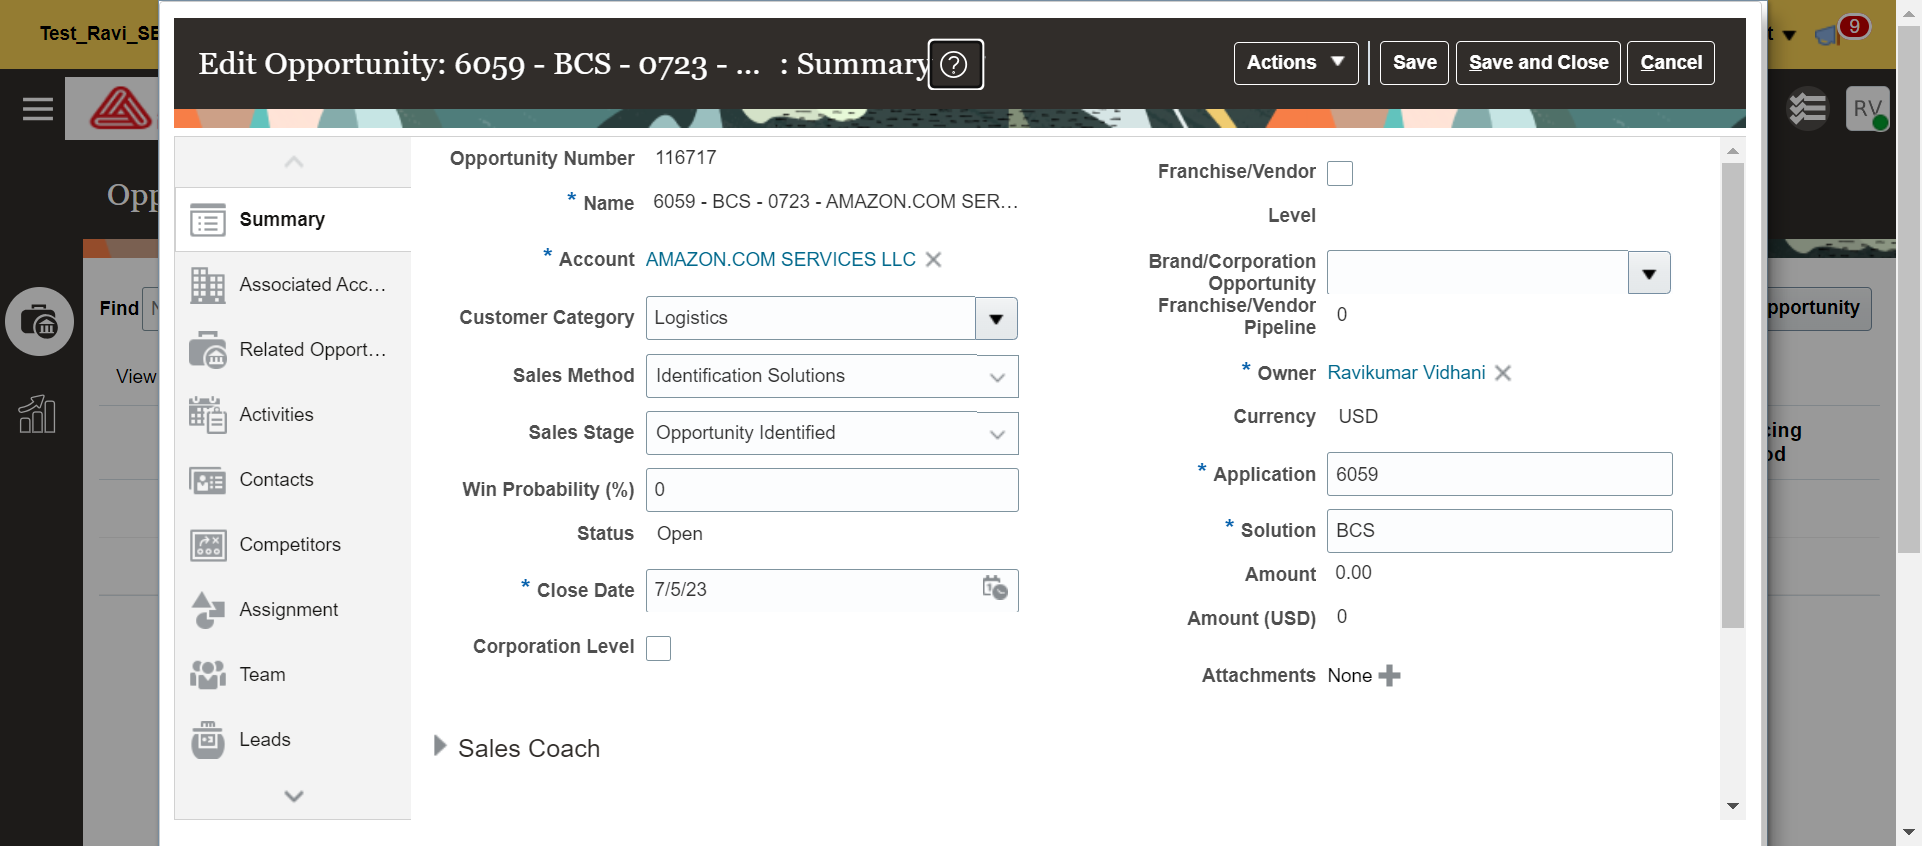 Test_Ravi_SE
t
9
Edit Opportunity: 6059 - BCS - 0723 - ... : Summary
?
Actions
Save
Save and Close
Cancel
RV
Opp
Find
View
pportunity
Summary
Associated Acc...
Related Opport...
Activities
Contacts
Competitors
Assignment
Team
Leads
Opportunity Number 116717
* Name 6059 - BCS - 0723 - AMAZON.COM SER...
* Account AMAZON.COM SERVICES LLC
Customer Category Logistics
Sales Method Identification Solutions
Sales Stage Opportunity Identified
Win Probability (%) 0
Status Open
* Close Date 7/5/23
Corporation Level
Franchise/Vendor
Level
Brand/Corporation
Opportunity
Franchise/Vendor
Pipeline 0
* Owner Ravikumar Vidhani
Currency USD
* Application 6059
* Solution BCS
Amount 0.00
Amount (USD) 0
Attachments None
Sales Coach
cing
od